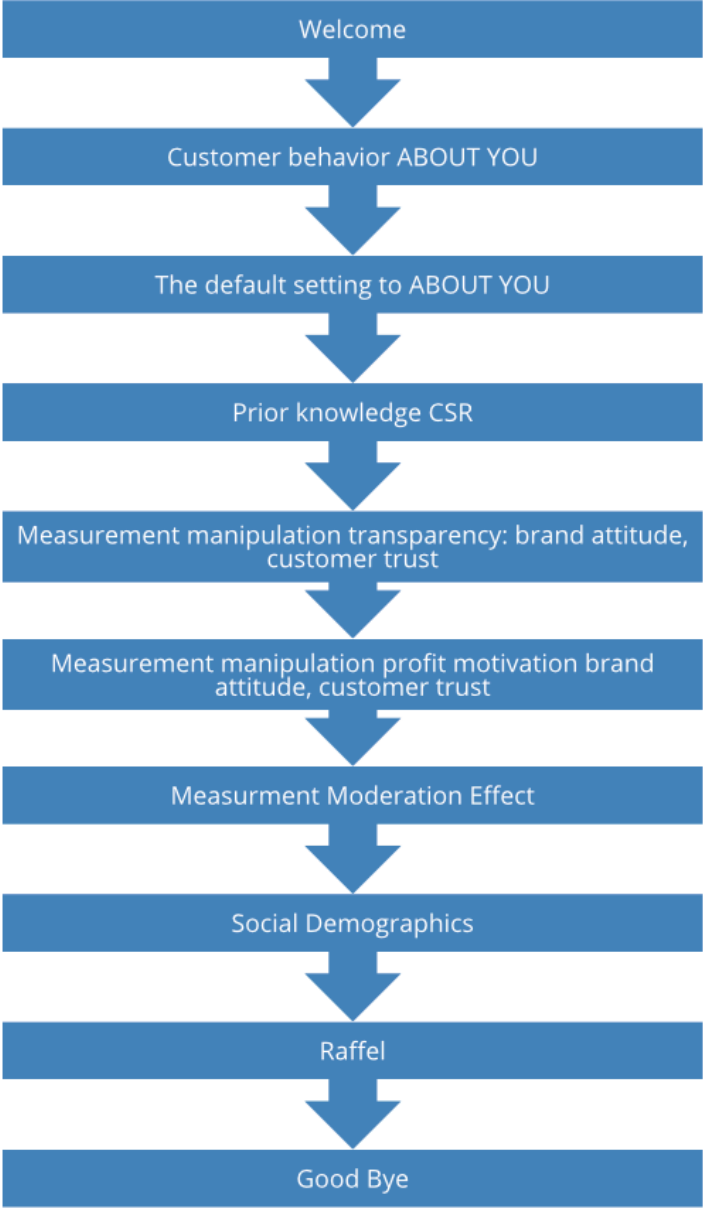 Welcome
Customer behavior ABOUT YOU
The default setting to ABOUT YOU
Prior knowledge CSR
Measurement manipulation transparency: brand attitude,
customer trust
Measurement manipulation profit motivation brand
attitude, customer trust
Measurment Moderation Effect
Social Demographics
Raffel
Good Bye